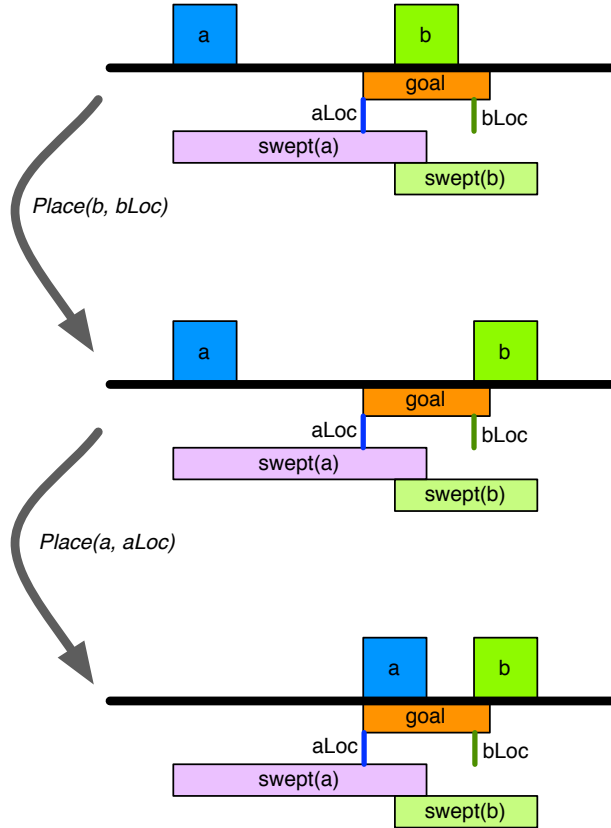 a
b
goal
aLoc
bLoc
swept(a)
swept(b)
Place(b, bLoc)
a
b
goal
aLoc
bLoc
swept(a)
swept(b)
Place(a, aLoc)
a
b
goal
aLoc
bLoc
swept(a)
swept(b)